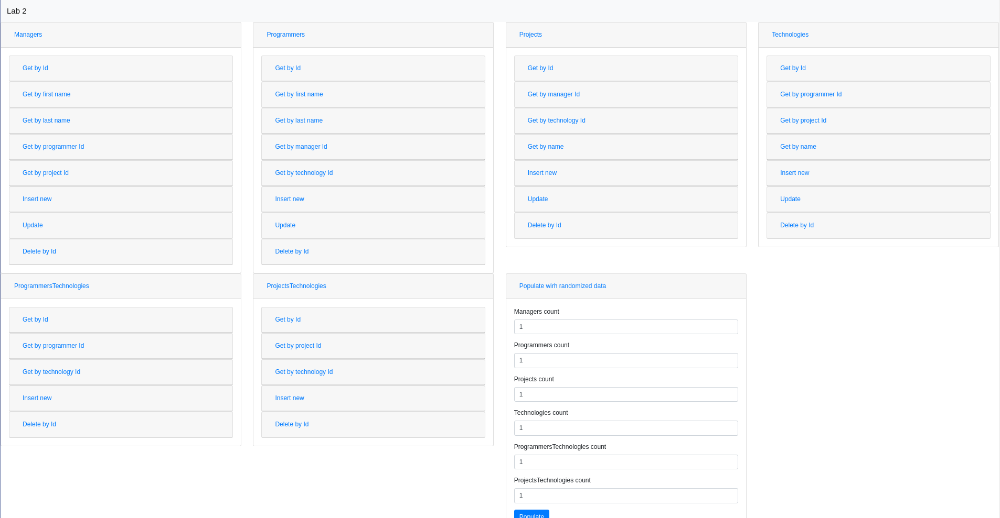 Lab 2
Managers
Get by Id
Get by first name
Get by last name
Get by programmer Id
Get by project Id
Insert new
Update
Delete by Id
Programmers
Get by Id
Get by first name
Get by last name
Get by manager Id
Get by technology Id
Insert new
Update
Delete by Id
Projects
Get by Id
Get by manager Id
Get by technology Id
Get by name
Insert new
Update
Delete by Id
Technologies
Get by Id
Get by programmer Id
Get by project Id
Get by name
Insert new
Update
Delete by Id
ProgrammersTechnologies
Get by Id
Get by programmer Id
Get by technology Id
Insert new
Delete by Id
ProjectsTechnologies
Get by Id
Get by project Id
Get by technology Id
Insert new
Delete by Id
Populate wirh randomized data
Managers count
1
Programmers count
1
Projects count
1
Technologies count
1
ProgrammersTechnologies count
1
ProjectsTechnologies count
1
Populate